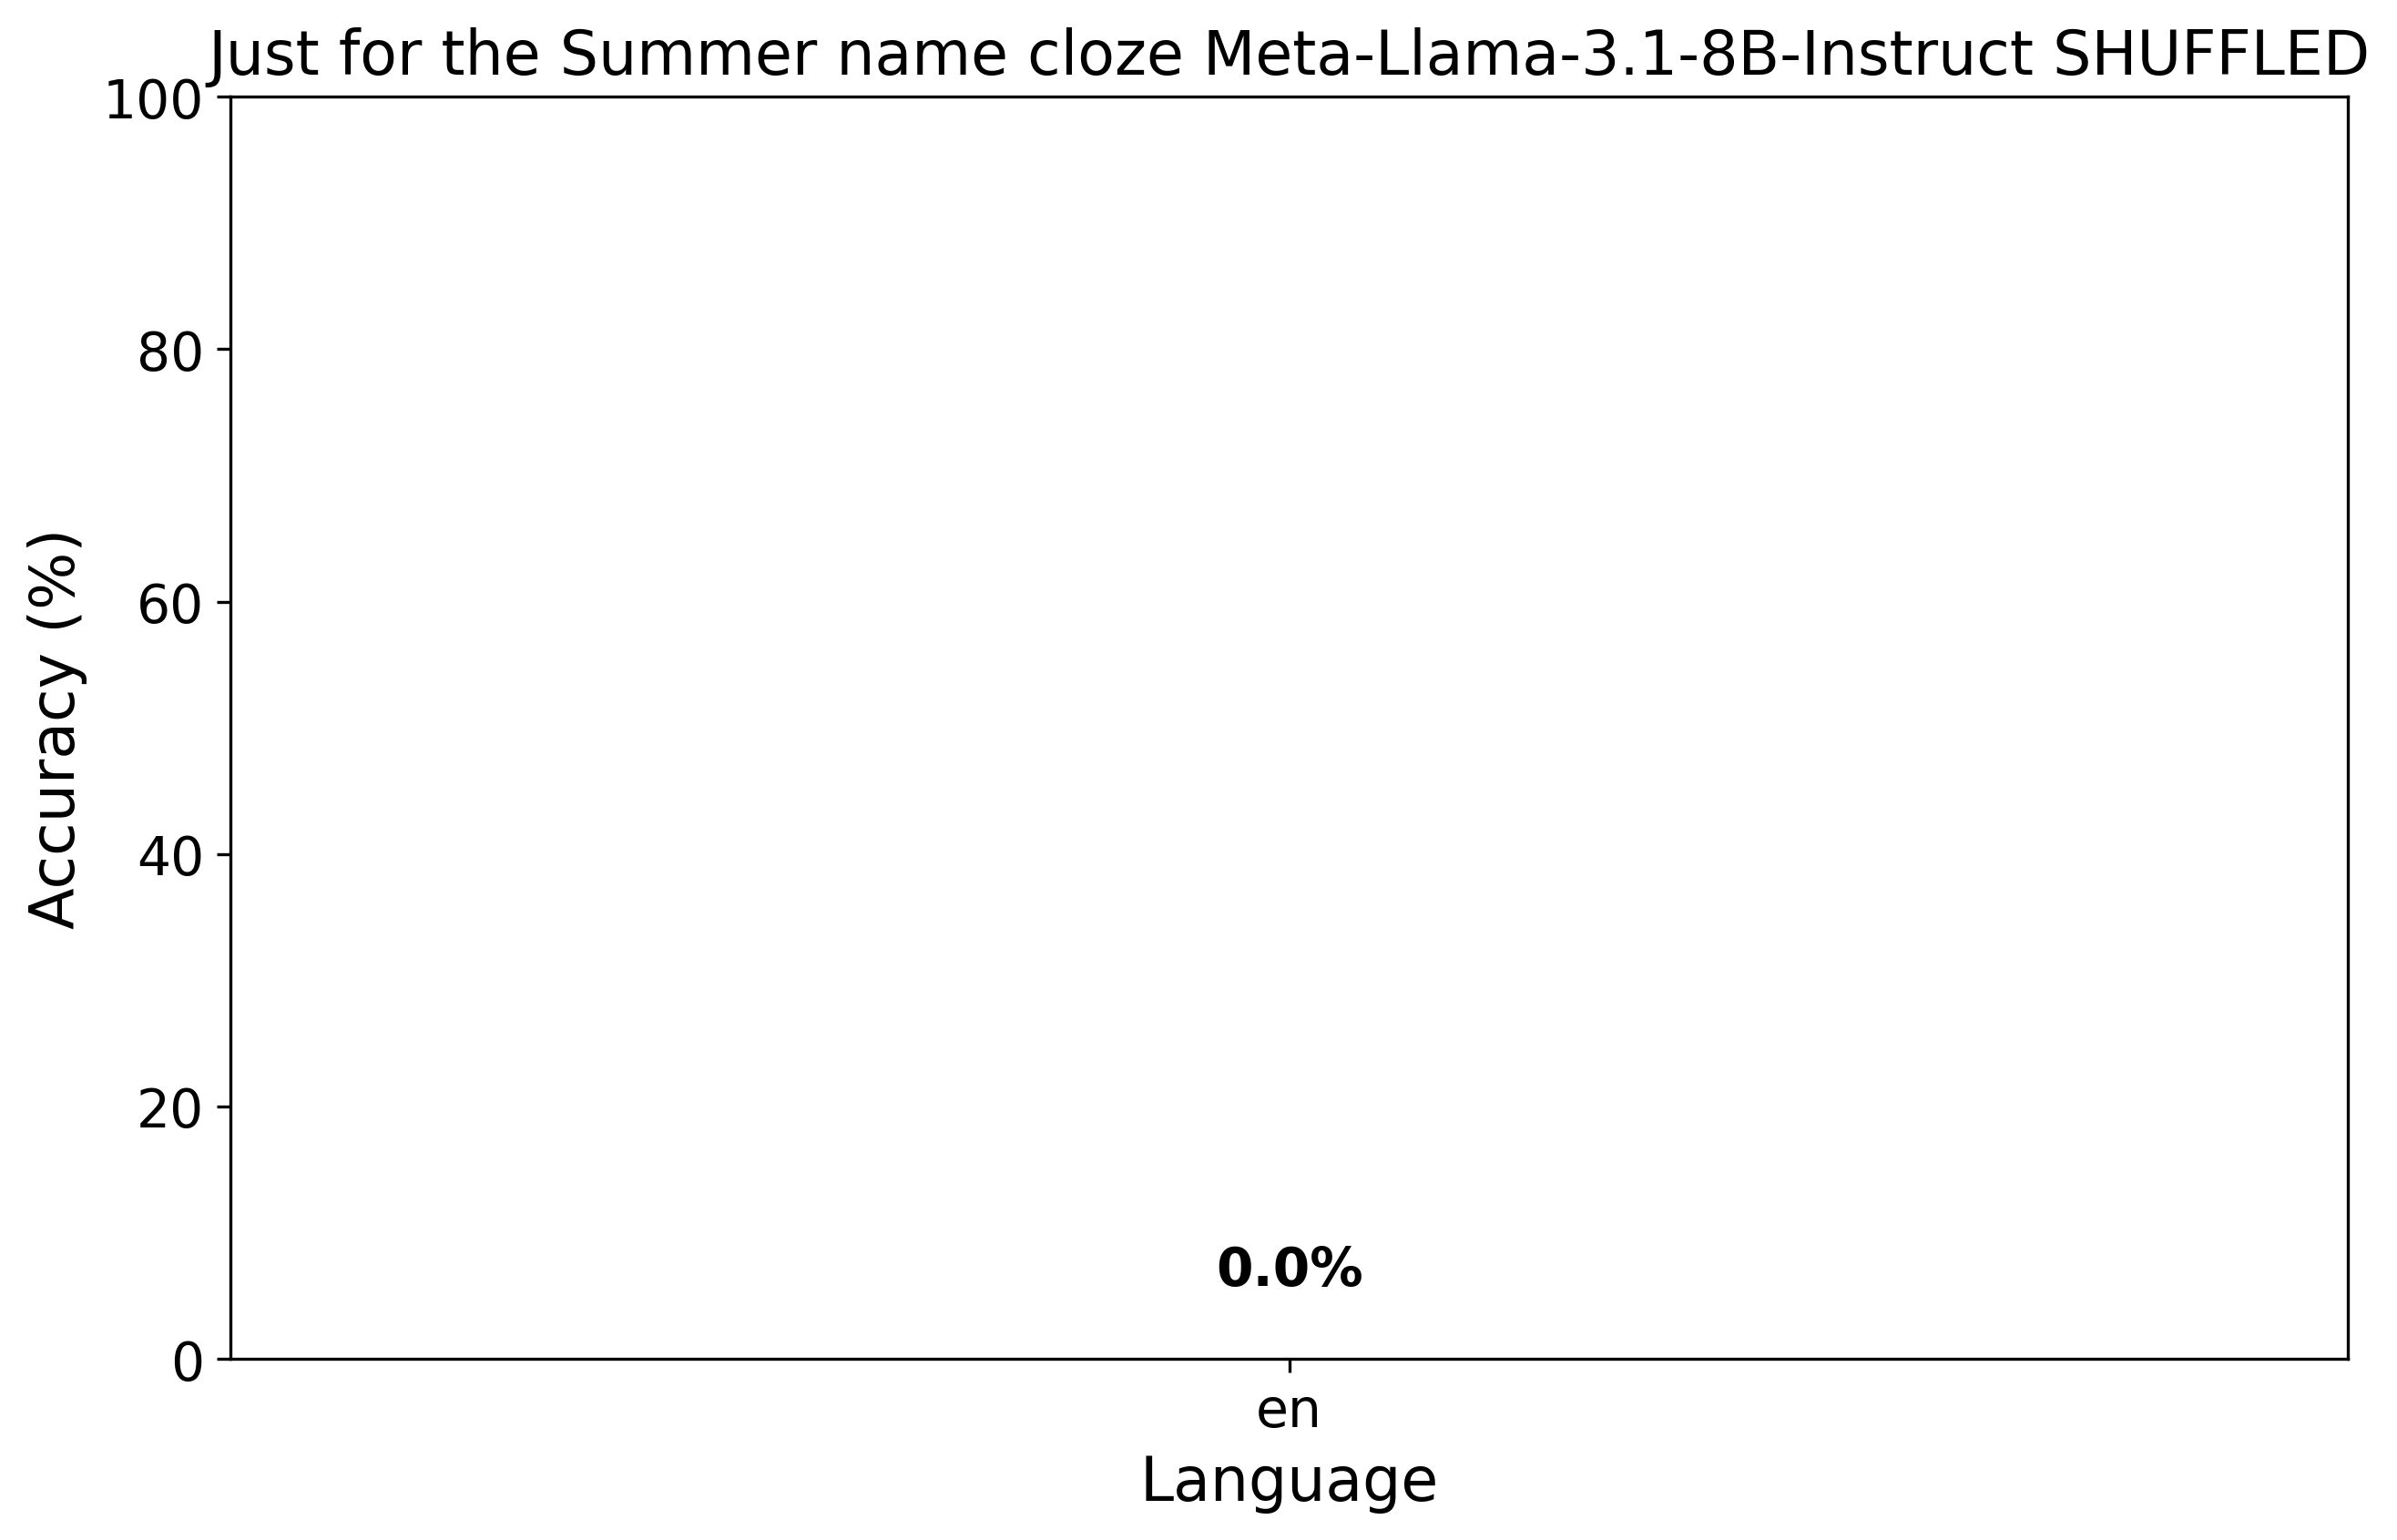 Just for the Summer name cloze Meta-Llama-3.1-8B-Instruct SHUFFLED
Accuracy (%)
100
80
60
40
20
0
0.0%
en
Language